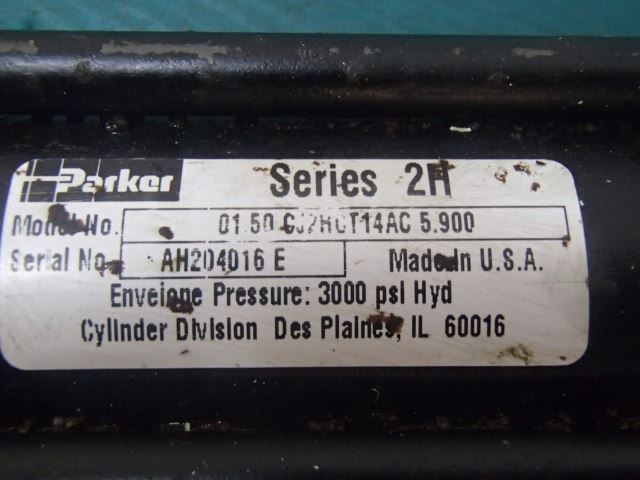 Parker
Series 2H
Model No. 01.50 CJ2HCT14AC 5.900
Serial No. AH204016 E Made in U.S.A.
Envelope Pressure: 3000 psi Hyd
Cylinder Division Des Plaines, IL 60016